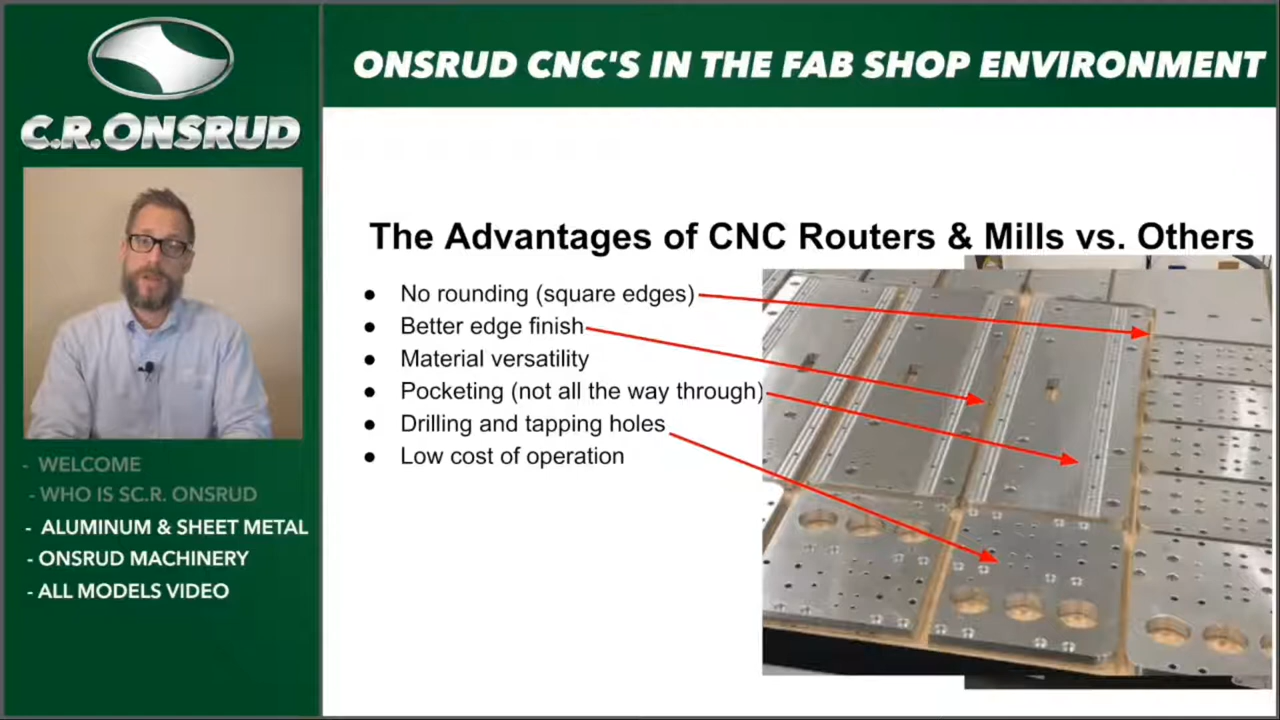 C.R.ONSRUD
ONSRUD CNC'S IN THE FAB SHOP ENVIRONMENT
The Advantages of CNC Routers & Mills vs. Others
● No rounding (square edges)
● Better edge finish
● Material versatility
● Pocketing (not all the way through)
● Drilling and tapping holes
● Low cost of operation
- WELCOME
- WHO IS SC.R. ONSRUD
- ALUMINUM & SHEET METAL
- ONSRUD MACHINERY
- ALL MODELS VIDEO